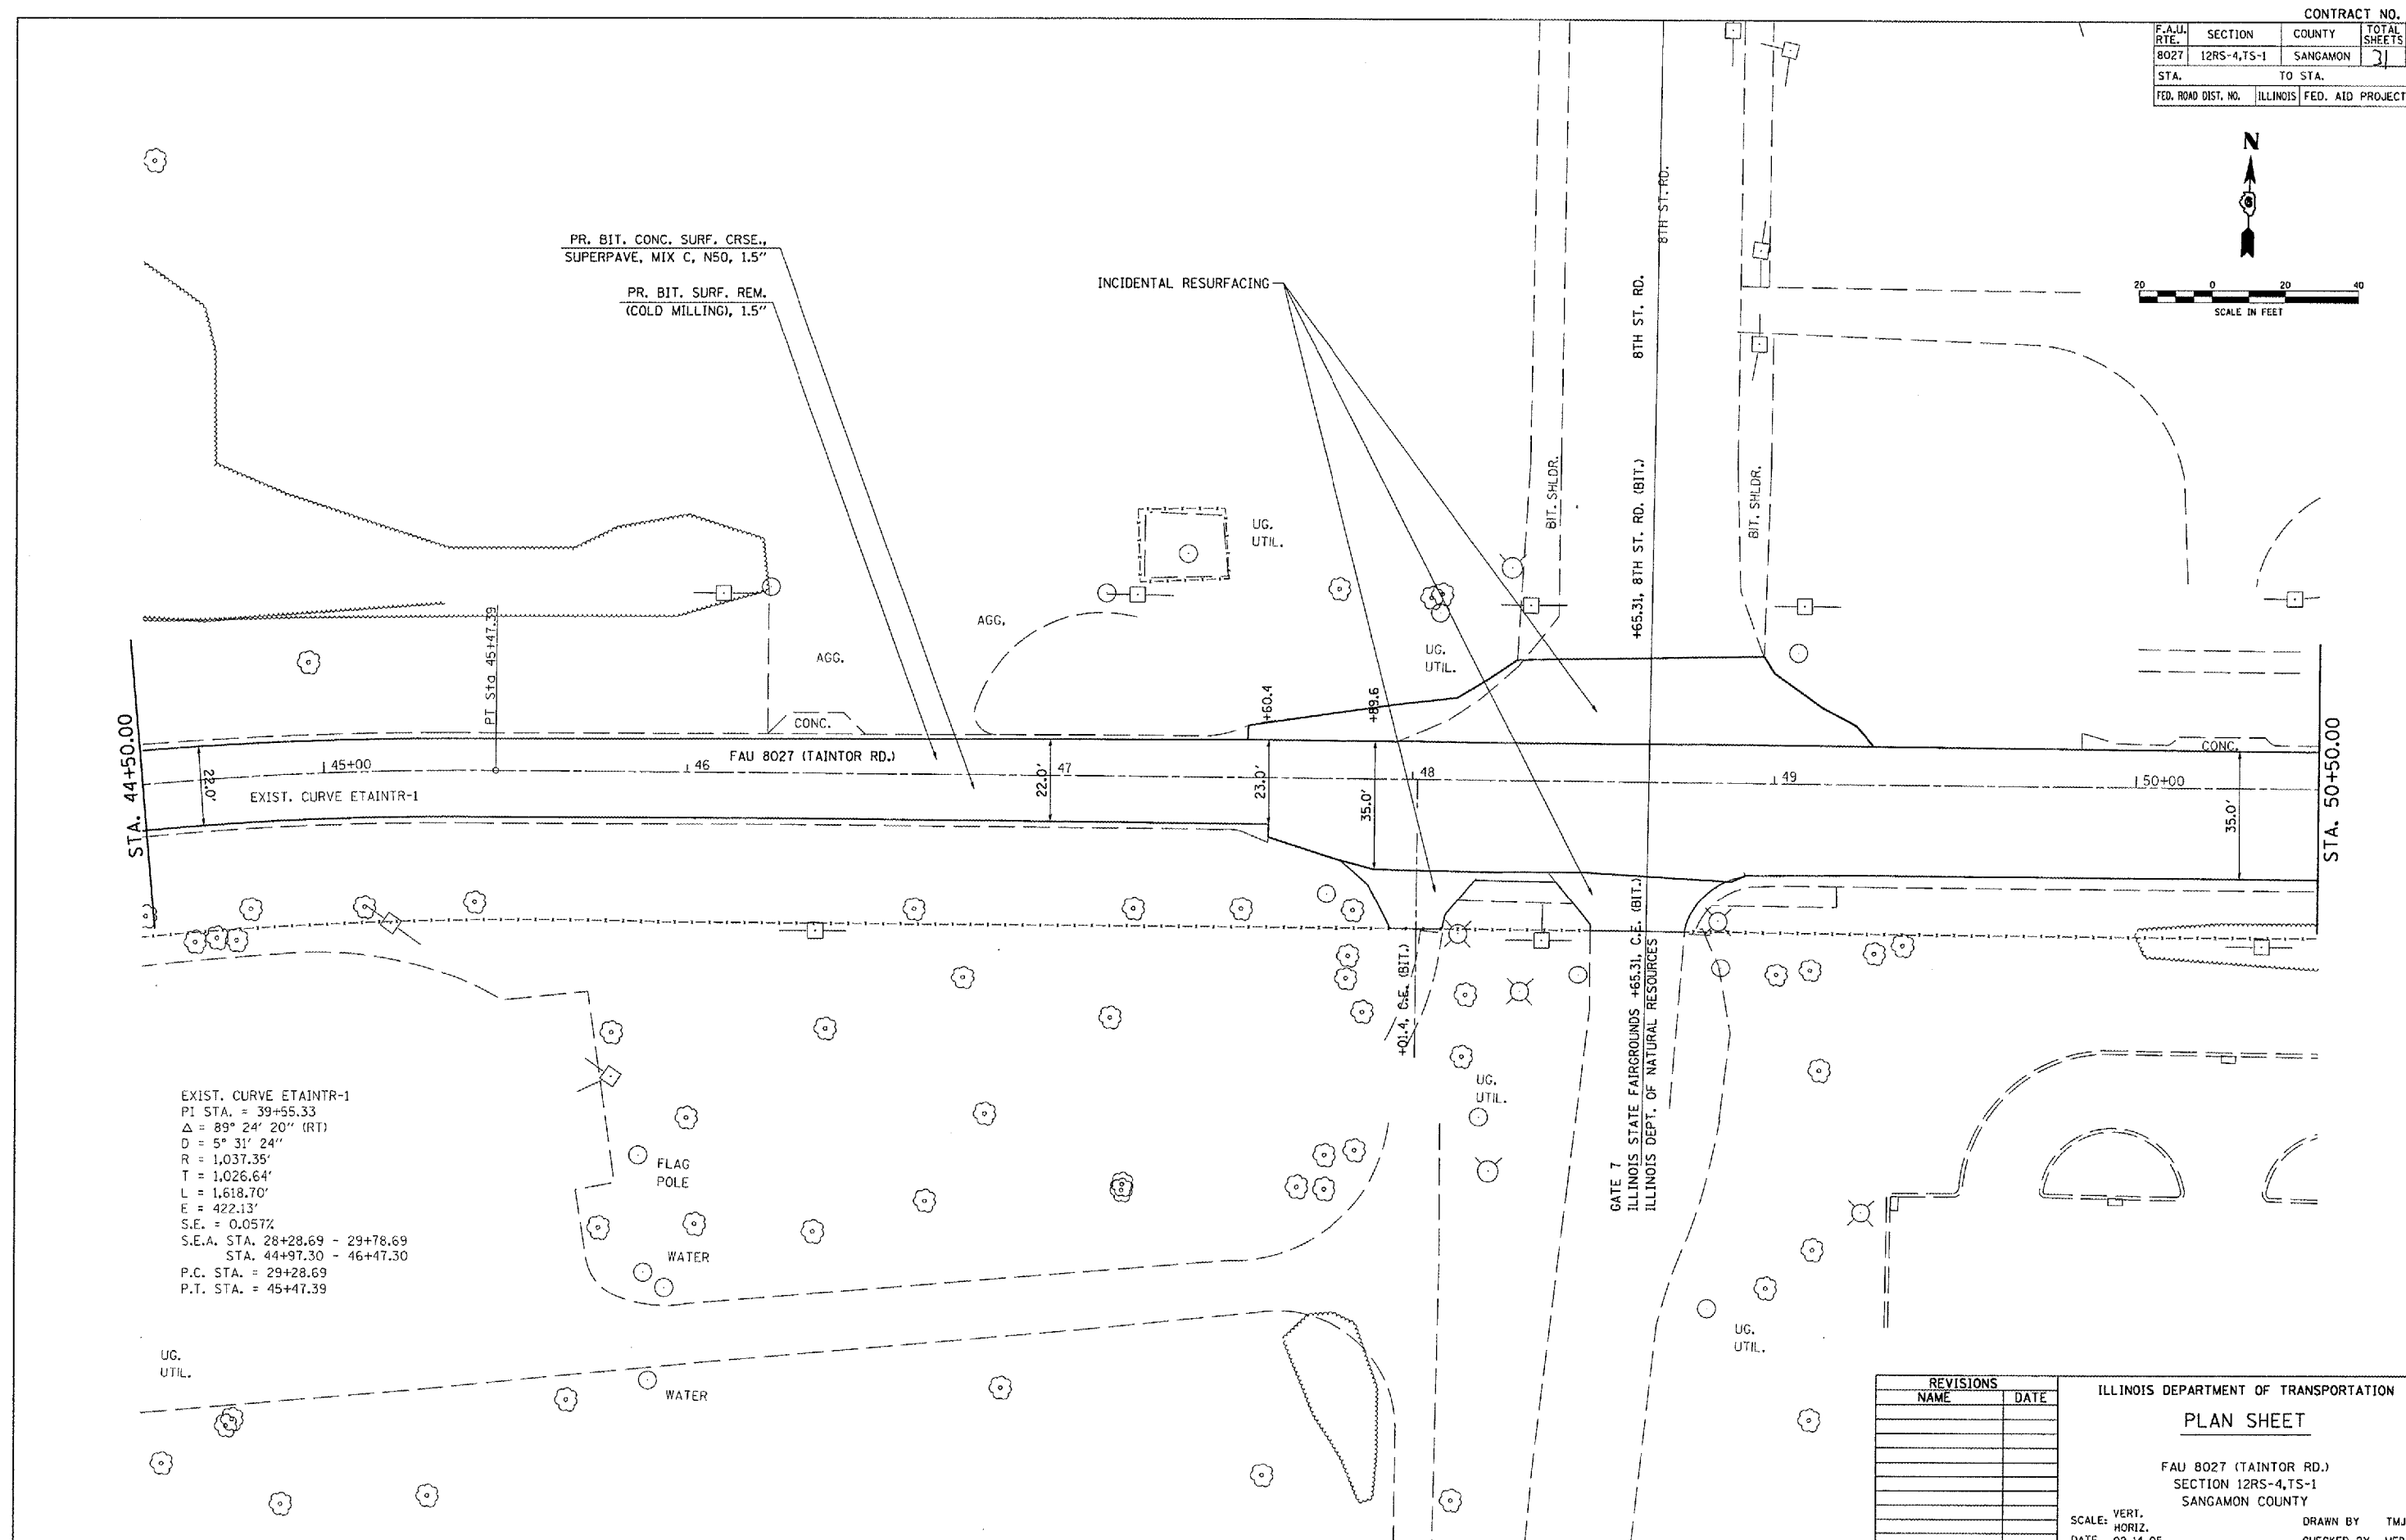 CONTRACT NO.
F.A.U. RTE. SECTION COUNTY TOTAL SHEETS
8027 12RS-4,TS-1 SANGAMON 31
STA. TO STA.
FED. ROAD DIST. NO. ILLINOIS FED. AID PROJECT
N
20 0 20 40
SCALE IN FEET
PR. BIT. CONC. SURF. CRSE.,
SUPERPAVE, MIX C, N50, 1.5"
PR. BIT. SURF. REM.
(COLD MILLING), 1.5"
INCIDENTAL RESURFACING
8TH ST. RD.
8TH ST. RD.
+65.31, 8TH ST. RD. (BIT.)
BIT. SHLDR.
BIT. SHLDR.
UG.
UTIL.
AGG.
AGG.
UG.
UTIL.
PT Sta 45+47.39
STA. 44+50.00
CONC.
+60.4
+89.6
CONC.
STA. 50+50.00
FAU 8027 (TAINTOR RD.)
45+00
46
47
48
49
50+00
22.0'
EXIST. CURVE ETAINTR-1
22.0'
23.0'
35.0'
35.0'
+01.4, C.E. (BIT.)
GATE 7
ILLINOIS STATE FAIRGROUNDS +65.31, C.E. (BIT.)
ILLINOIS DEPT. OF NATURAL RESOURCES
EXIST. CURVE ETAINTR-1
PI STA. = 39+55.33
Δ = 89° 24' 20" (RT)
D = 5° 31' 24"
R = 1,037.35'
T = 1,026.64'
L = 1,618.70'
E = 422.13'
S.E. = 0.057%
S.E.A. STA. 28+28.69 - 29+78.69
STA. 44+97.30 - 46+47.30
P.C. STA. = 29+28.69
P.T. STA. = 45+47.39
FLAG
POLE
WATER
WATER
UG.
UTIL.
UG.
UTIL.
UG.
UTIL.
REVISIONS
NAME DATE
ILLINOIS DEPARTMENT OF TRANSPORTATION
PLAN SHEET
FAU 8027 (TAINTOR RD.)
SECTION 12RS-4,TS-1
SANGAMON COUNTY
SCALE: VERT.
HORIZ.
DRAWN BY TMJ
DATE
CHECKED BY